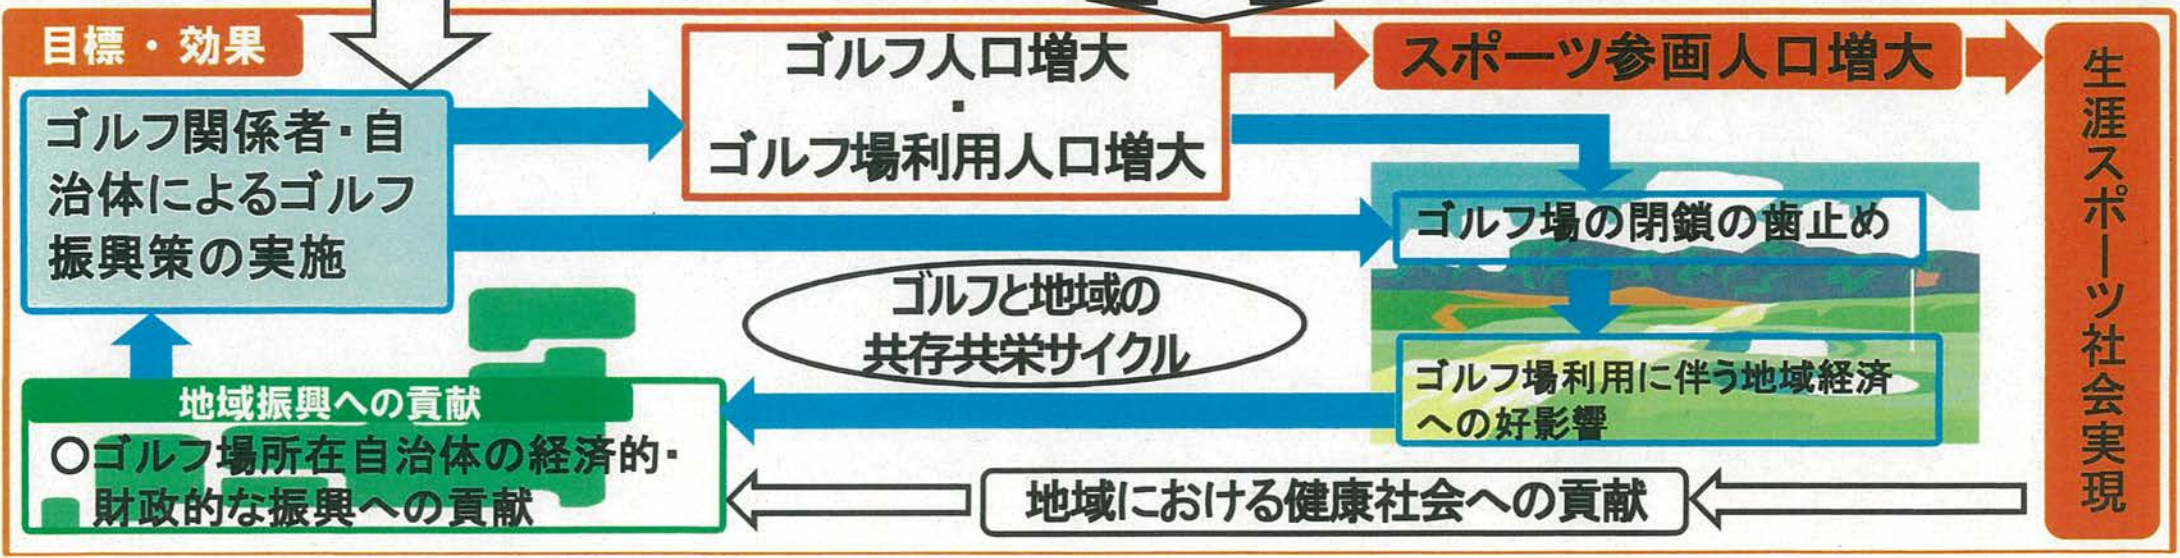 目標・効果
ゴルフ関係者・自
治体によるゴルフ
振興策の実施
ゴルフ人口増大
・
ゴルフ場利用人口増大
スポーツ参画人口増大
生涯スポーツ社会実現
ゴルフ場の閉鎖の歯止め
ゴルフと地域の
共存共栄サイクル
ゴルフ場利用に伴う地域経済
への好影響
地域振興への貢献
○ゴルフ場所在自治体の経済的・
財政的な振興への貢献
地域における健康社会への貢献